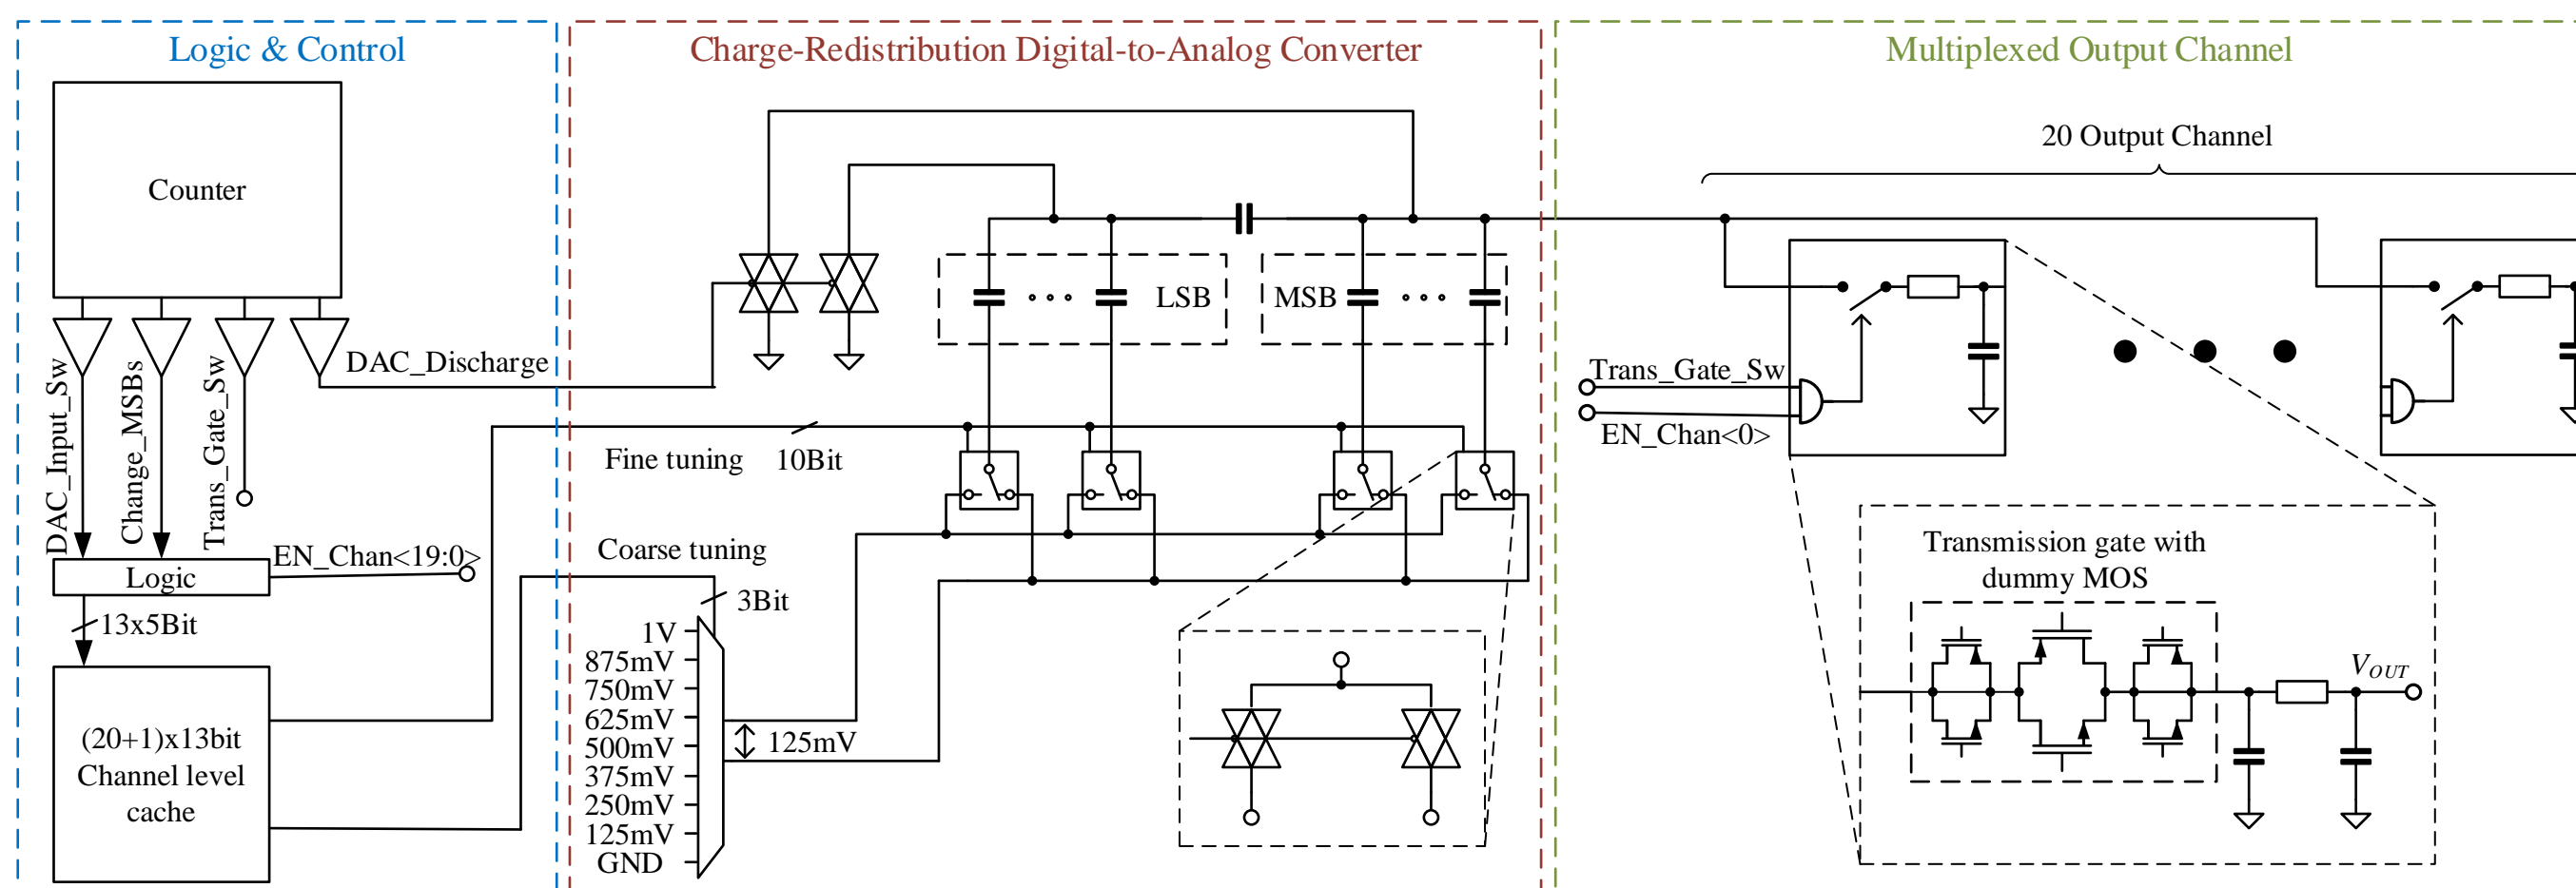 Logic & Control
Charge-Redistribution Digital-to-Analog Converter
Multiplexed Output Channel
Counter
DAC_Input_Sw
Change_MSBs
Trans_Gate_Sw
DAC_Discharge
Logic
EN_Chan<19:0>
13x5Bit
(20+1)x13bit
Channel level
cache
LSB
MSB
Fine tuning
10Bit
Coarse tuning
3Bit
1V
875mV
750mV
625mV
500mV
375mV
250mV
125mV
GND
125mV
20 Output Channel
Trans_Gate_Sw
EN_Chan<0>
Transmission gate with
dummy MOS
VOUT